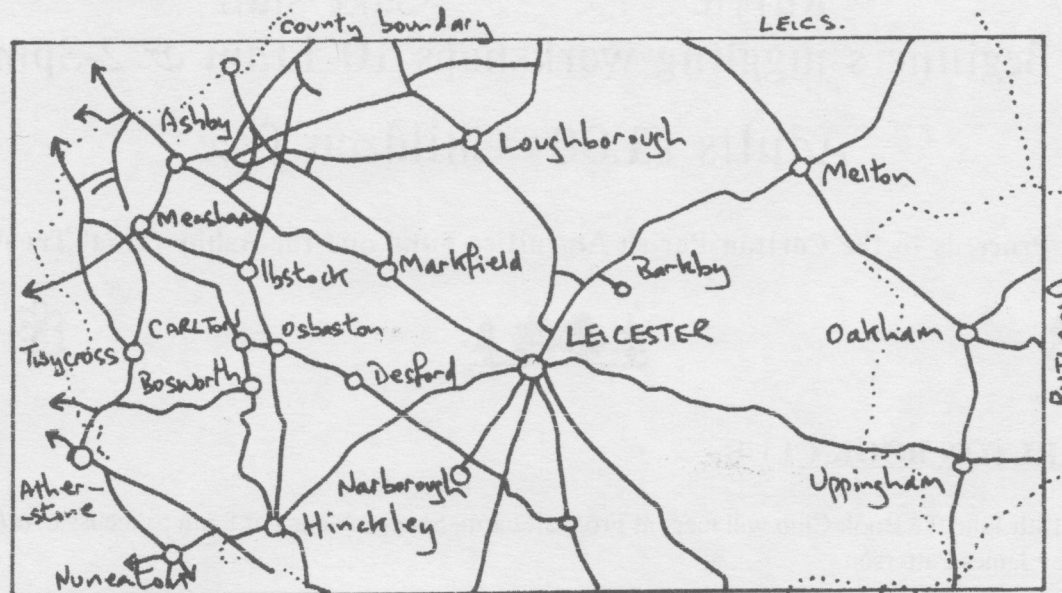 County boundary
LEICS.
Ashby
Loughborough
Melton
Measham
Ibstock
Markfield
Barkby
CARLTON
Osbaston
LEICESTER
Oakham
Twycross
Bosworth
Desford
Ather-
stone
Narborough
Uppingham
Hinckley
Nuneaton